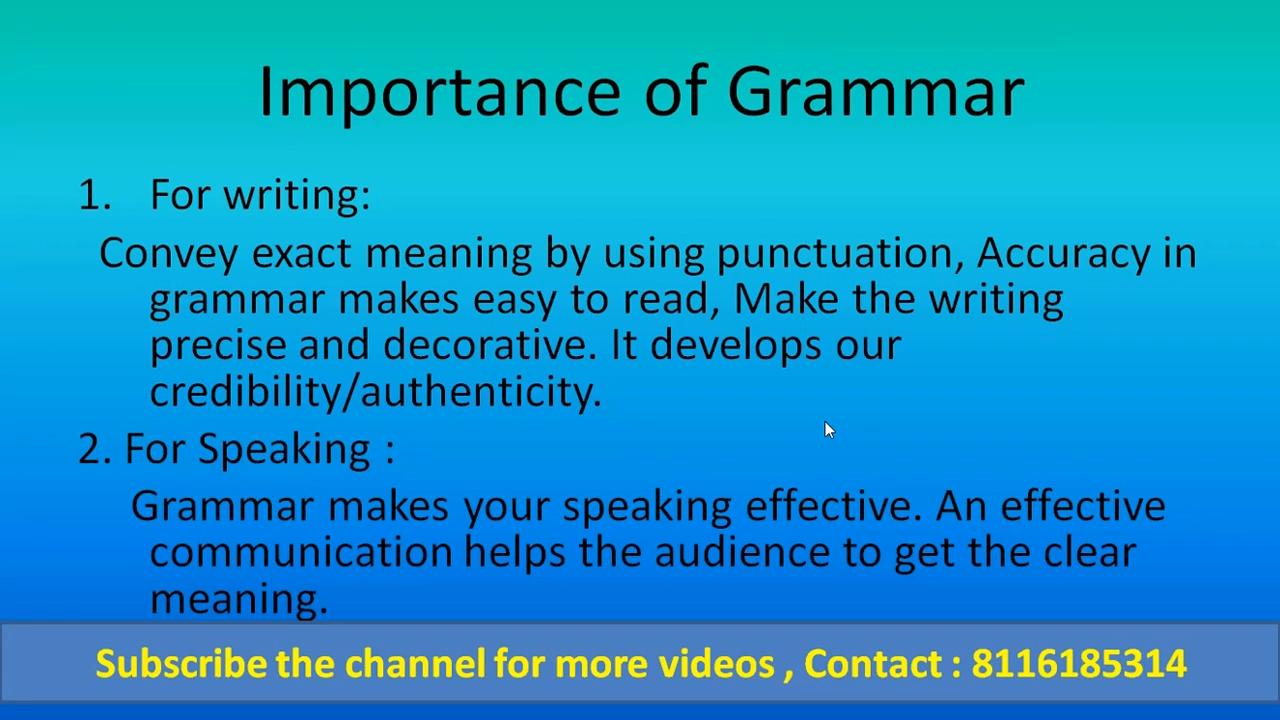 Importance of Grammar
1. For writing:
Convey exact meaning by using punctuation, Accuracy in
grammar makes easy to read, Make the writing
precise and decorative. It develops our
credibility/authenticity.
2. For Speaking :
Grammar makes your speaking effective. An effective
communication helps the audience to get the clear
meaning.
Subscribe the channel for more videos , Contact : 8116185314